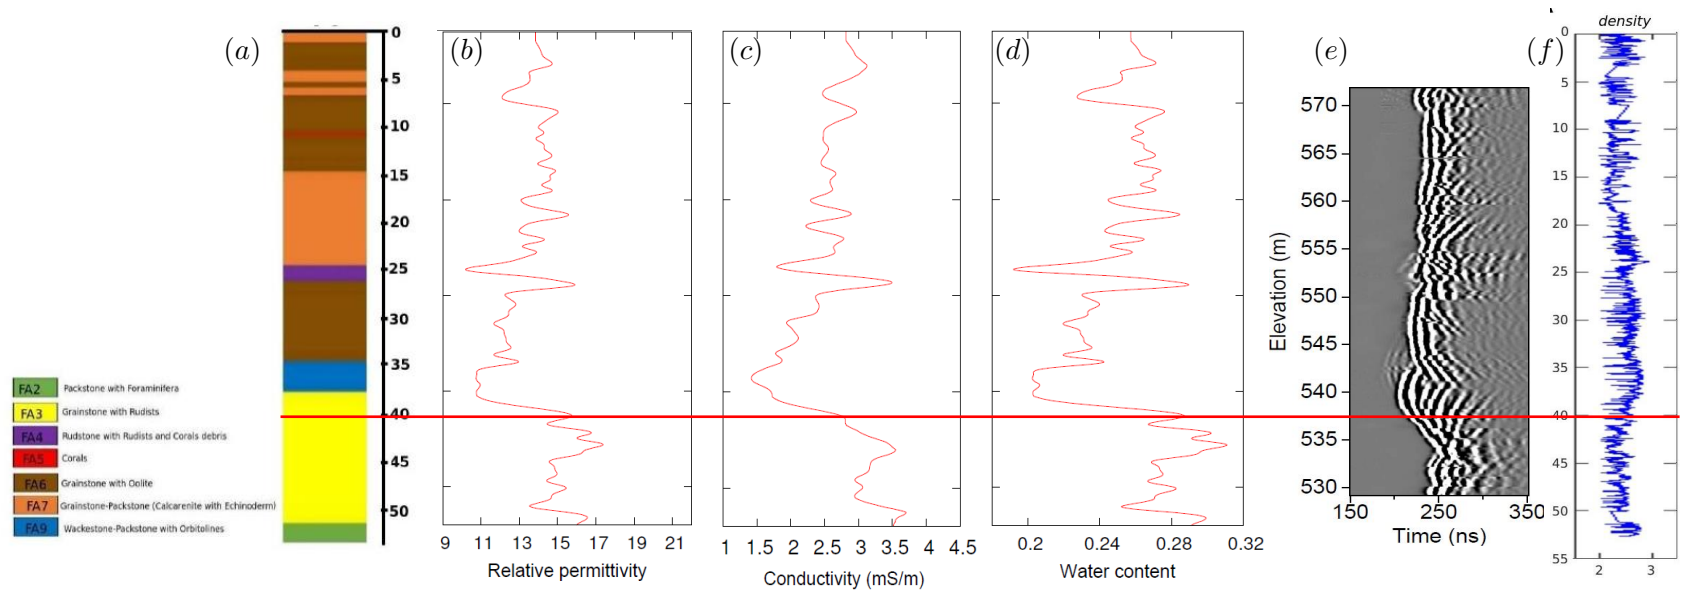 (a)
0
5
10
15
20
25
30
35
40
45
50
FA2 Packstone with Foraminifera
FA3 Grainstone with Rudists
FA4 Rudstone with Rudists and Corals debris
FA5 Corals
FA6 Grainstone with Oolite
FA7 Grainstone-Packstone (Calcarenite with Echinoderm)
FA9 Wackestone-Packstone with Orbitolines
(b)
9 11 13 15 17 19 21
Relative permittivity
(c)
1 1.5 2 2.5 3 3.5 4 4.5
Conductivity (mS/m)
(d)
0.2 0.24 0.28 0.32
Water content
(e)
Elevation (m)
570
565
560
555
550
545
540
535
530
150 250 350
Time (ns)
(f)
density
0
5
10
15
20
25
30
35
40
45
50
55
2 3